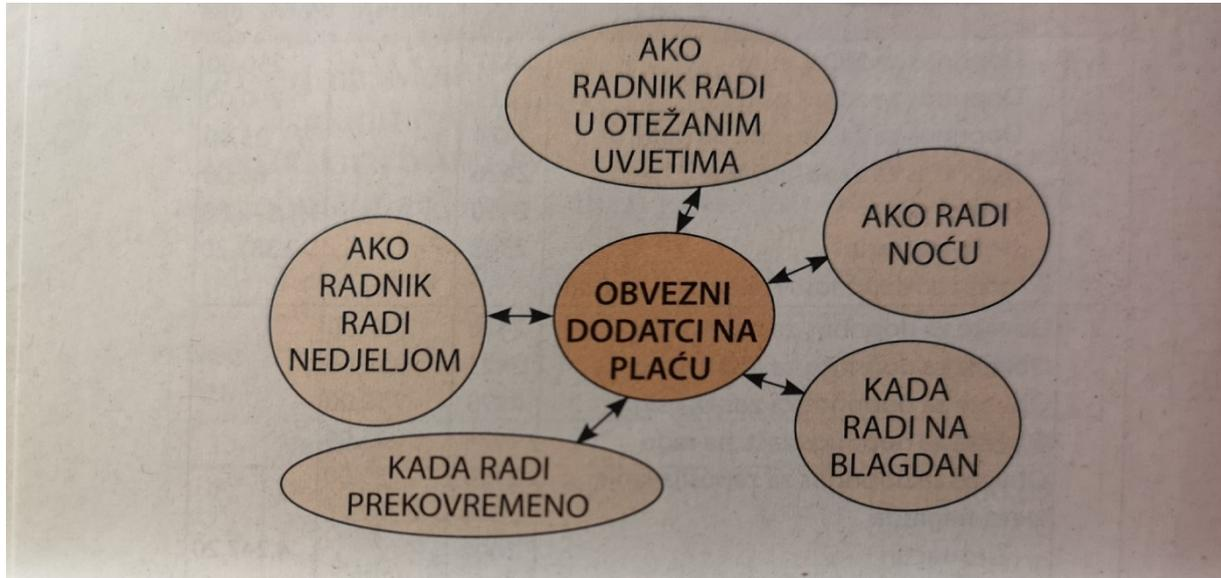 AKO
RADNIK RADI
U OTEŽANIM
UVJETIMA
AKO RADI
NOĆU
AKO
RADNIK
RADI
NEDJELJOM
OBVEZNI
DODATCI NA
PLAĆU
KADA
RADI NA
BLAGDAN
KADA RADI
PREKOVREMENO